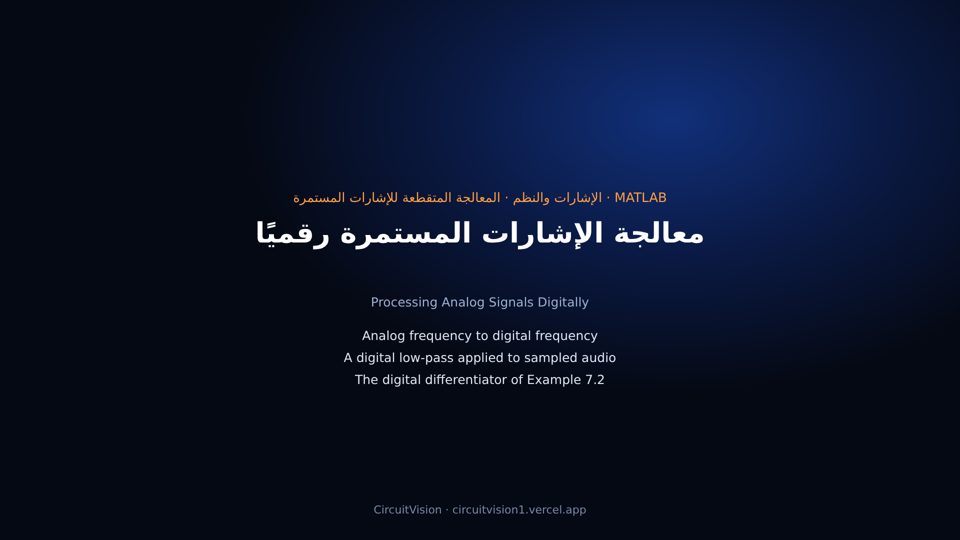 الإشارات والنظم · المعالجة المتقطعة للإشارات المستمرة · MATLAB
معالجة الإشارات المستمرة رقميًا
Processing Analog Signals Digitally
Analog frequency to digital frequency
A digital low-pass applied to sampled audio
The digital differentiator of Example 7.2
CircuitVision · circuitvision1.vercel.app